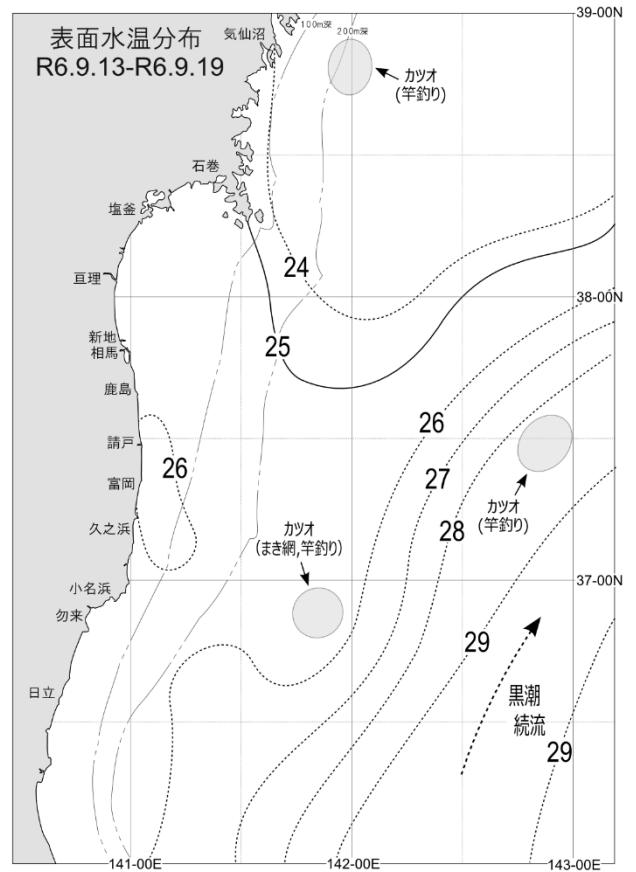 表面水温分布
R6.9.13-R6.9.19
39-00N
100m深
200m深
気仙沼
カツオ
(竿釣り)
石巻
塩釜
24
亘理
38-00N
新地
相馬
25
鹿島
26
請戸
26
富岡
27
カツオ
(竿釣り)
28
久之浜
カツオ
(まき網,竿釣り)
37-00N
小名浜
勿来
29
日立
黒潮
続流
29
141-00E
142-00E
143-00E